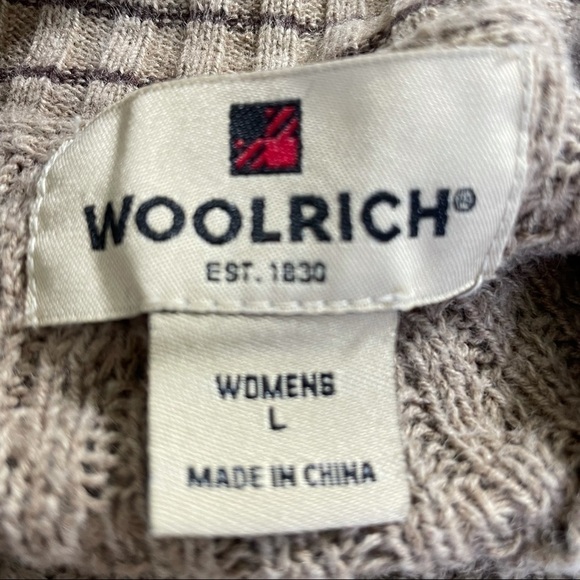 WOOLRICH®
EST. 1830
WOMENS
L
MADE IN CHINA